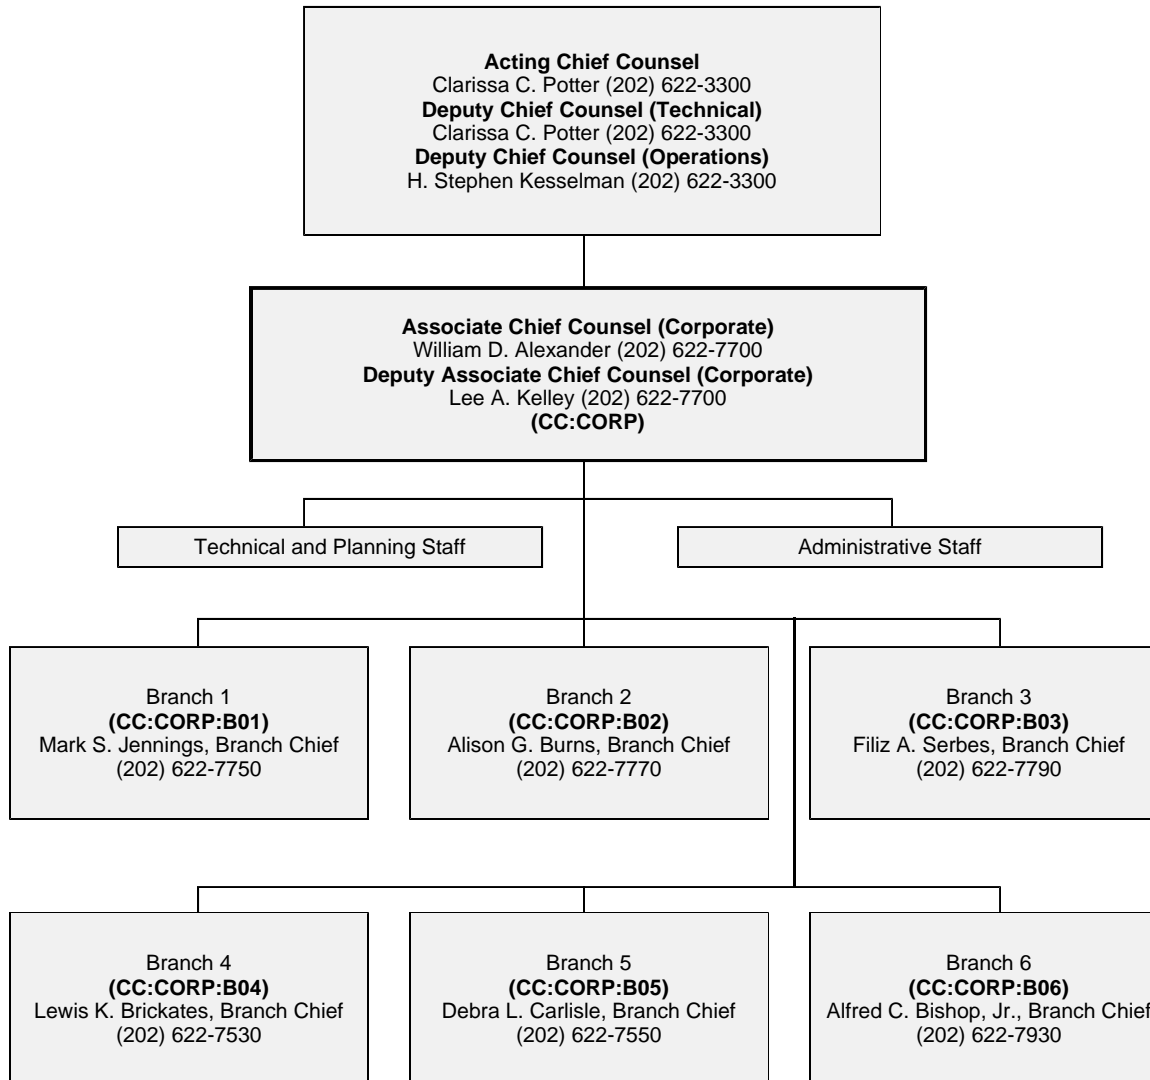 Acting Chief Counsel
Clarissa C. Potter (202) 622-3300
Deputy Chief Counsel (Technical)
Clarissa C. Potter (202) 622-3300
Deputy Chief Counsel (Operations)
H. Stephen Kesselman (202) 622-3300
Associate Chief Counsel (Corporate)
William D. Alexander (202) 622-7700
Deputy Associate Chief Counsel (Corporate)
Lee A. Kelley (202) 622-7700
(CC:CORP)
Technical and Planning Staff
Administrative Staff
Branch 1
(CC:CORP:B01)
Mark S. Jennings, Branch Chief
(202) 622-7750
Branch 2
(CC:CORP:B02)
Alison G. Burns, Branch Chief
(202) 622-7770
Branch 3
(CC:CORP:B03)
Filiz A. Serbes, Branch Chief
(202) 622-7790
Branch 4
(CC:CORP:B04)
Lewis K. Brickates, Branch Chief
(202) 622-7530
Branch 5
(CC:CORP:B05)
Debra L. Carlisle, Branch Chief
(202) 622-7550
Branch 6
(CC:CORP:B06)
Alfred C. Bishop, Jr., Branch Chief
(202) 622-7930